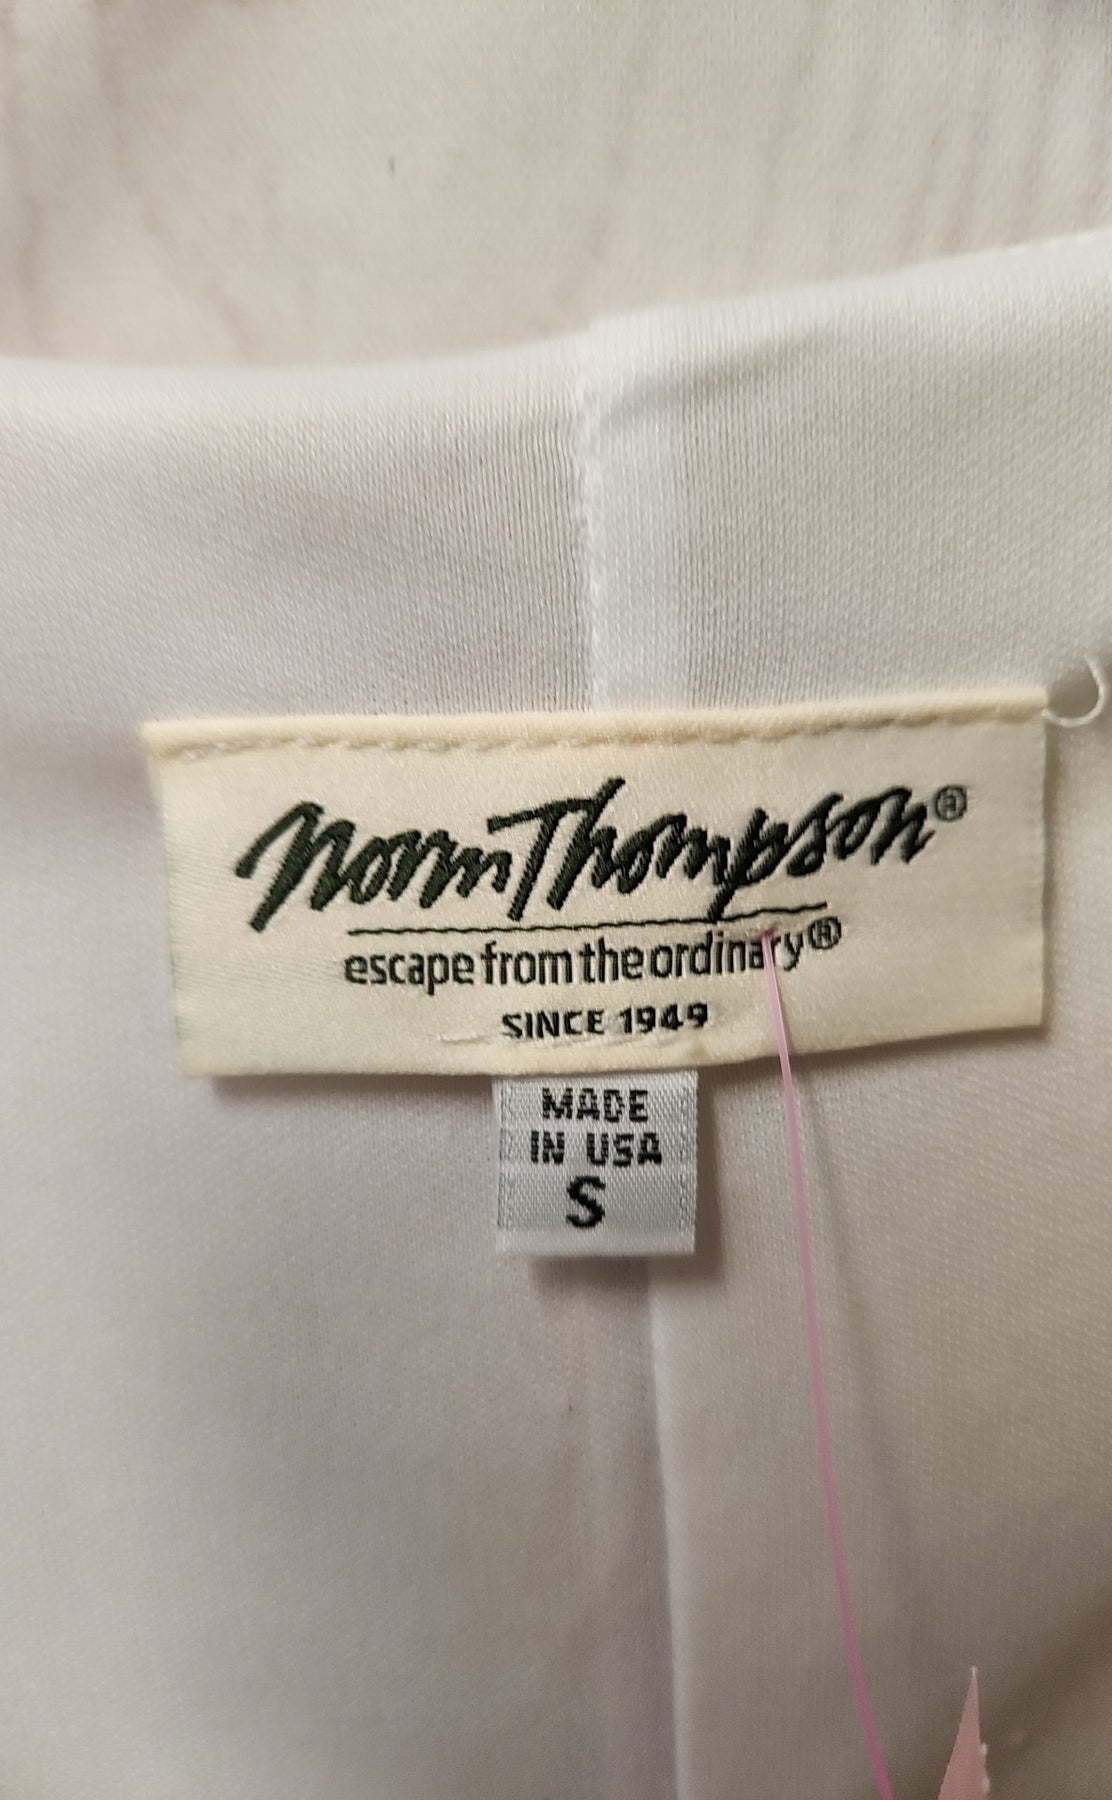 Norm Thompson®
escape from the ordinary®
SINCE 1949
MADE
IN USA
S